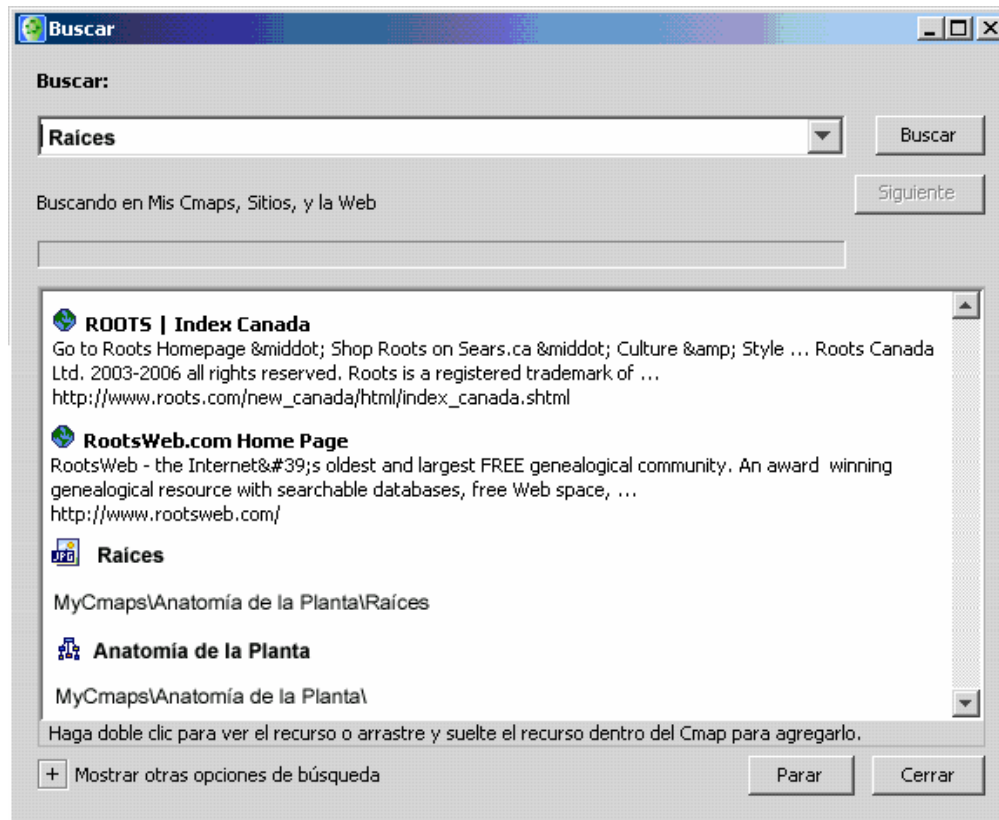 Buscar
Buscar:
Raíces
Buscar
Buscando en Mis Cmaps, Sitios, y la Web
Siguiente
ROOTS | Index Canada
Go to Roots Homepage &middot; Shop Roots on Sears.ca &middot; Culture &amp; Style ... Roots Canada
Ltd. 2003-2006 all rights reserved. Roots is a registered trademark of ...
http://www.roots.com/new_canada/html/index_canada.shtml
RootsWeb.com Home Page
RootsWeb - the Internet&#39;s oldest and largest FREE genealogical community. An award winning
genealogical resource with searchable databases, free Web space, ...
http://www.rootsweb.com/
JPG Raíces
MyCmaps\Anatomía de la Planta\Raíces
Anatomía de la Planta
MyCmaps\Anatomía de la Planta\
Haga doble clic para ver el recurso o arrastre y suelte el recurso dentro del Cmap para agregarlo.
+ Mostrar otras opciones de búsqueda
Parar
Cerrar